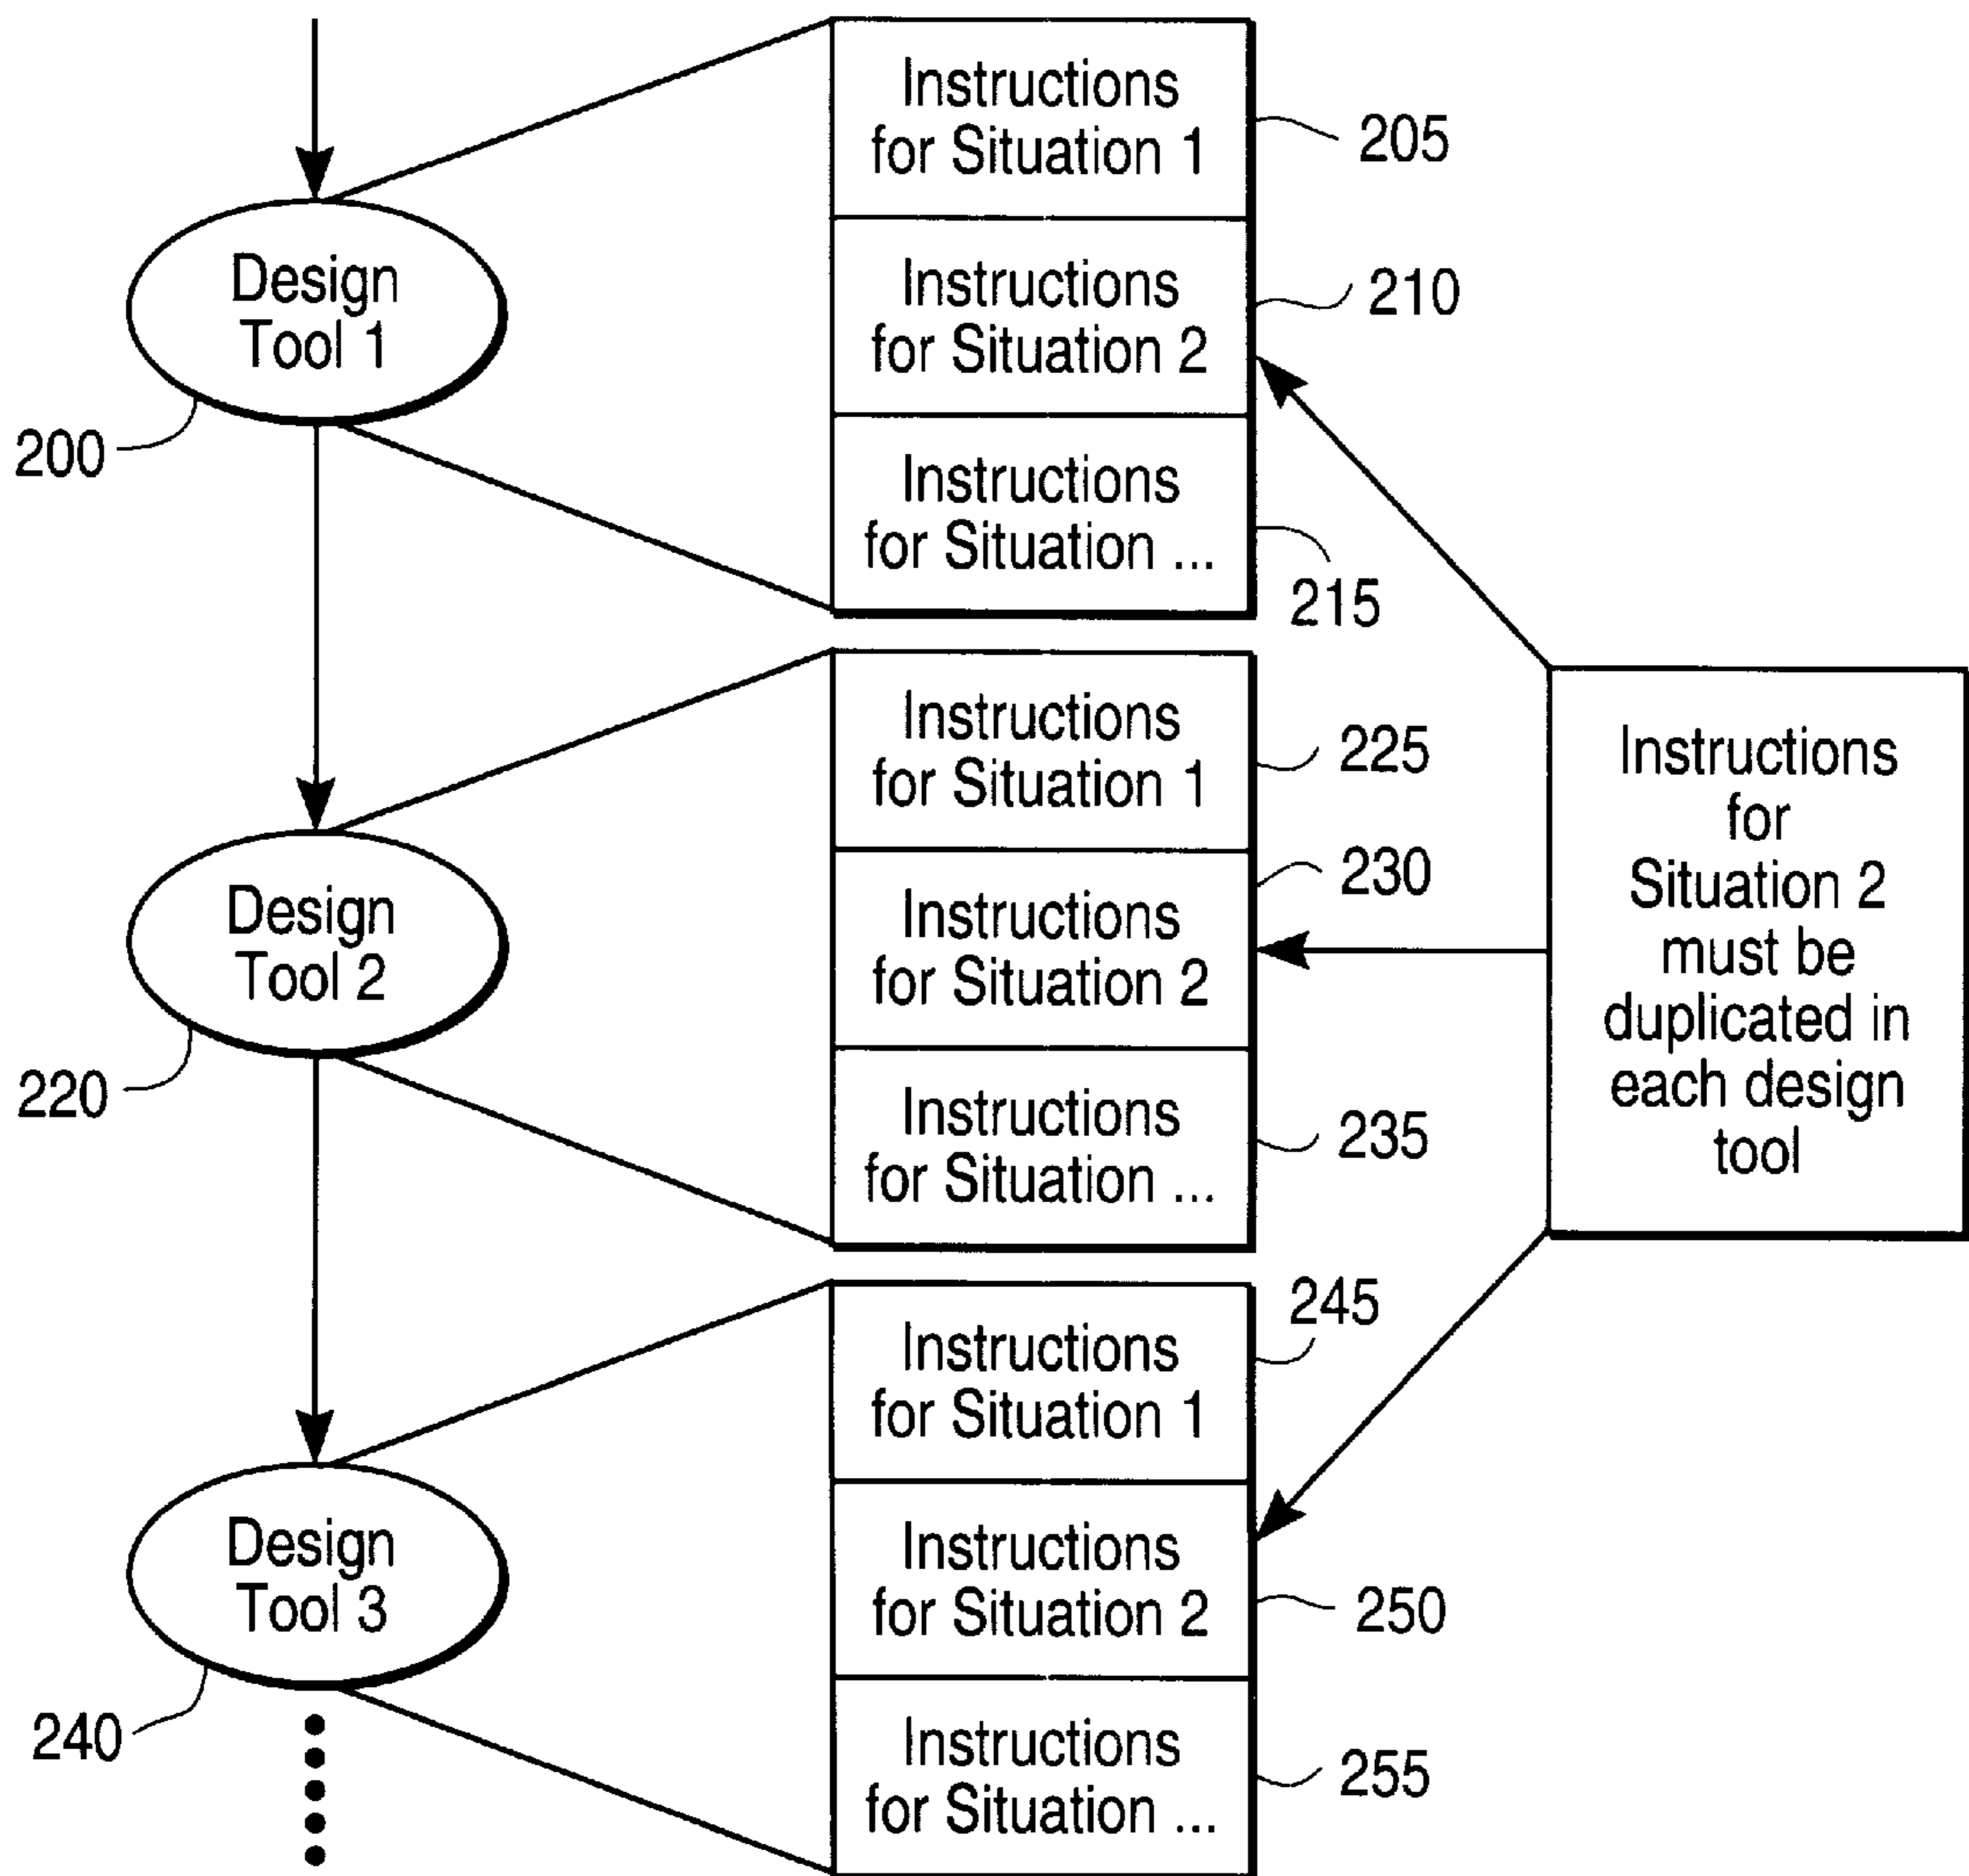 Instructions
for Situation 1
205
Design
Tool 1
200
Instructions
for Situation 2
210
Instructions
for Situation ...
215
Instructions
for Situation 1
225
Design
Tool 2
220
Instructions
for Situation 2
230
Instructions
for Situation ...
235
Instructions
for
Situation 2
must be
duplicated in
each design
tool
Instructions
for Situation 1
245
Design
Tool 3
240
Instructions
for Situation 2
250
Instructions
for Situation ...
255